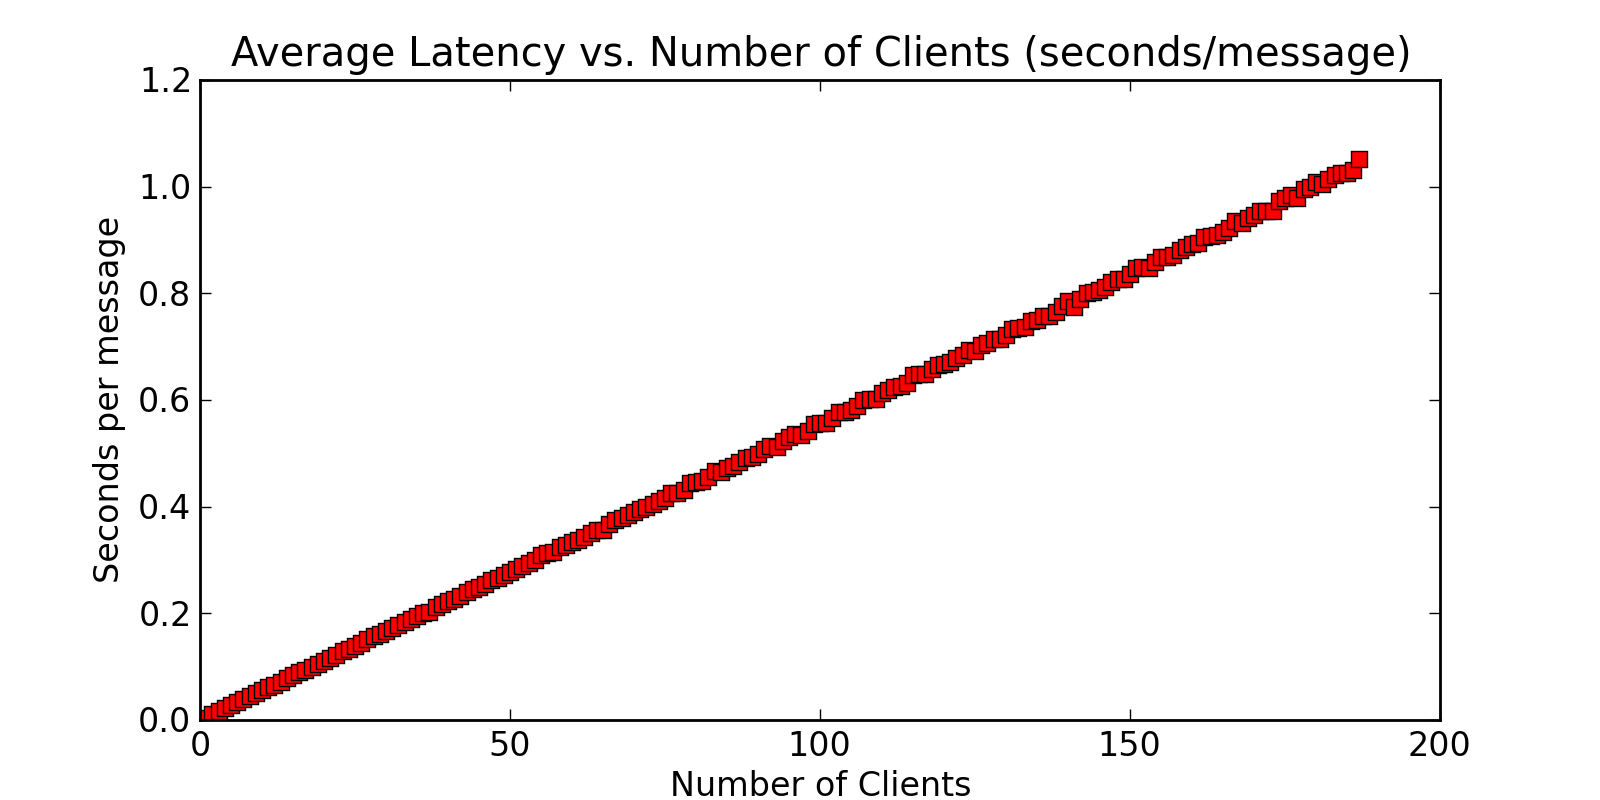 Average Latency vs. Number of Clients (seconds/message)
1.2
1.0
0.8
0.6
0.4
0.2
0.0
Seconds per message
0 50 100 150 200
Number of Clients